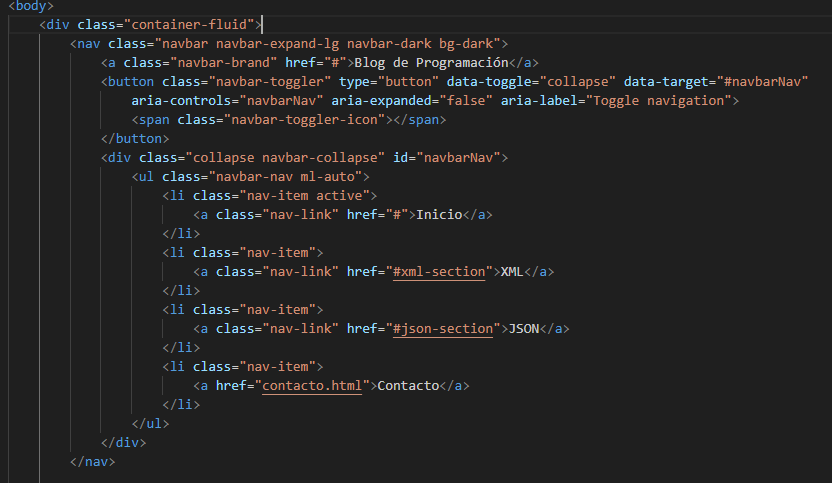 <body>
<div class="container-fluid">
<nav class="navbar navbar-expand-lg navbar-dark bg-dark">
<a class="navbar-brand" href="#">Blog de Programación</a>
<button class="navbar-toggler" type="button" data-toggle="collapse" data-target="#navbarNav"
aria-controls="navbarNav" aria-expanded="false" aria-label="Toggle navigation">
<span class="navbar-toggler-icon"></span>
</button>
<div class="collapse navbar-collapse" id="navbarNav">
<ul class="navbar-nav ml-auto">
<li class="nav-item active">
<a class="nav-link" href="#">Inicio</a>
</li>
<li class="nav-item">
<a class="nav-link" href="#xml-section">XML</a>
</li>
<li class="nav-item">
<a class="nav-link" href="#json-section">JSON</a>
</li>
<li class="nav-item">
<a href="contacto.html">Contacto</a>
</li>
</ul>
</div>
</nav>